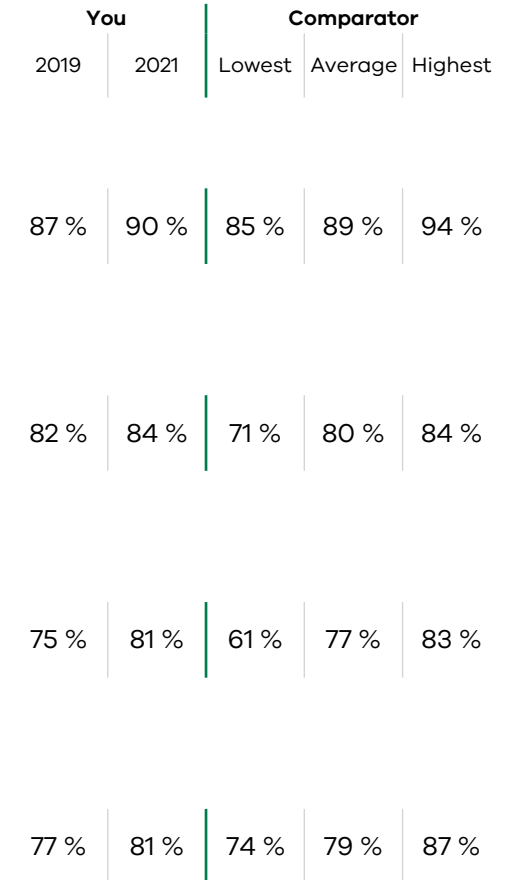 You Comparator
2019 2021 Lowest Average Highest
87 % 90 % 85 % 89 % 94 %
82 % 84 % 71 % 80 % 84 %
75 % 81 % 61 % 77 % 83 %
77 % 81 % 74 % 79 % 87 %